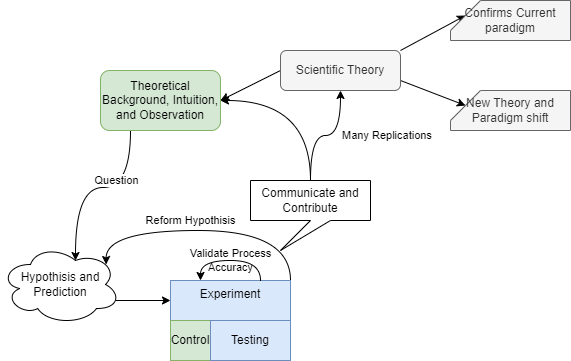 Confirms Current
paradigm
Scientific Theory
Theoretical
Background, Intuition,
and Observation
New Theory and
Paradigm shift
Many Replications
Question
Communicate and
Contribute
Reform Hypothisis
Validate Process
Accuracy
Hypothisis and
Prediction
Experiment
Control
Testing